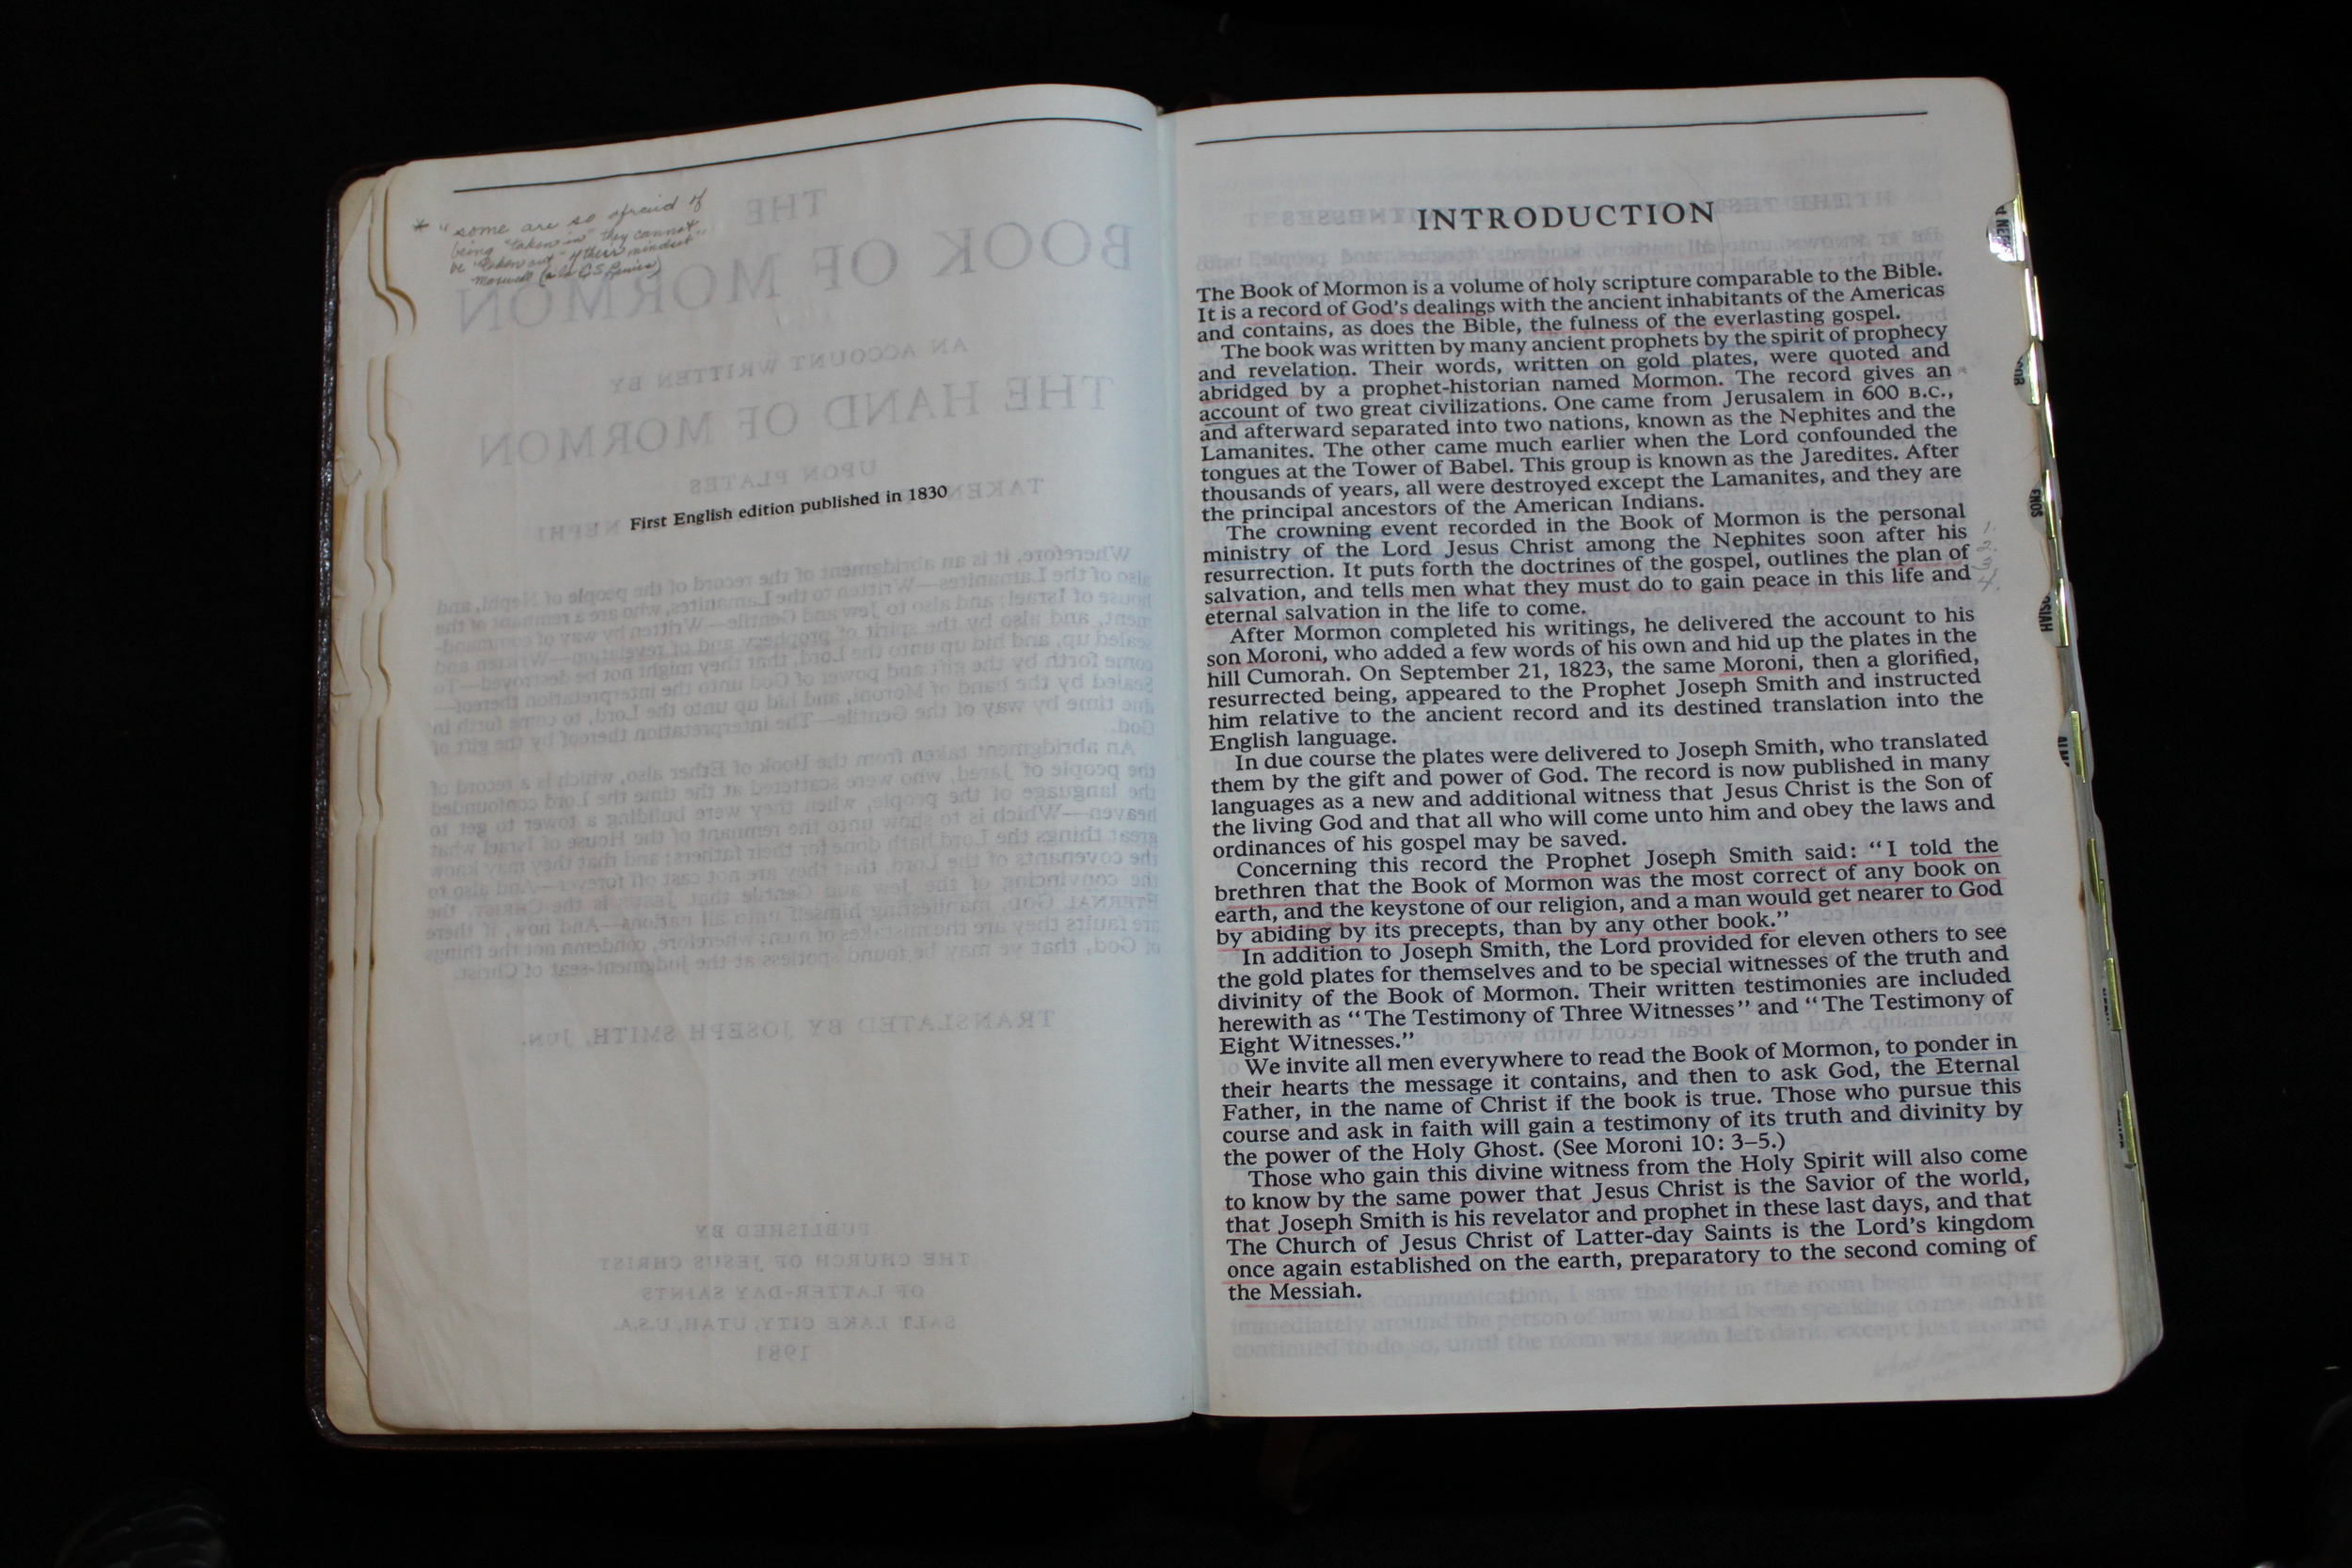 * "some are so afraid of
being "taken in" they cannot
be "taken out" of their mindset"
Maxwell (a la C.S. Lewis)
First English edition published in 1830
INTRODUCTION
The Book of Mormon is a volume of holy scripture comparable to the Bible.
It is a record of God's dealings with the ancient inhabitants of the Americas
and contains, as does the Bible, the fulness of the everlasting gospel.
The book was written by many ancient prophets by the spirit of prophecy
and revelation. Their words, written on gold plates, were quoted and
abridged by a prophet-historian named Mormon. The record gives an
account of two great civilizations. One came from Jerusalem in 600 B.C.,
and afterward separated into two nations, known as the Nephites and the
Lamanites. The other came much earlier when the Lord confounded the
tongues at the Tower of Babel. This group is known as the Jaredites. After
thousands of years, all were destroyed except the Lamanites, and they are
the principal ancestors of the American Indians.
The crowning event recorded in the Book of Mormon is the personal
ministry of the Lord Jesus Christ among the Nephites soon after his
resurrection. It puts forth the doctrines of the gospel, outlines the plan of
salvation, and tells men what they must do to gain peace in this life and
eternal salvation in the life to come.
1.
2.
3.
4.
After Mormon completed his writings, he delivered the account to his
son Moroni, who added a few words of his own and hid up the plates in the
hill Cumorah. On September 21, 1823, the same Moroni, then a glorified,
resurrected being, appeared to the Prophet Joseph Smith and instructed
him relative to the ancient record and its destined translation into the
English language.
In due course the plates were delivered to Joseph Smith, who translated
them by the gift and power of God. The record is now published in many
languages as a new and additional witness that Jesus Christ is the Son of
the living God and that all who will come unto him and obey the laws and
ordinances of his gospel may be saved.
Concerning this record the Prophet Joseph Smith said: "I told the
brethren that the Book of Mormon was the most correct of any book on
earth, and the keystone of our religion, and a man would get nearer to God
by abiding by its precepts, than by any other book."
In addition to Joseph Smith, the Lord provided for eleven others to see
the gold plates for themselves and to be special witnesses of the truth and
divinity of the Book of Mormon. Their written testimonies are included
herewith as "The Testimony of Three Witnesses" and "The Testimony of
Eight Witnesses."
We invite all men everywhere to read the Book of Mormon, to ponder in
their hearts the message it contains, and then to ask God, the Eternal
Father, in the name of Christ if the book is true. Those who pursue this
course and ask in faith will gain a testimony of its truth and divinity by
the power of the Holy Ghost. (See Moroni 10: 3–5.)
Those who gain this divine witness from the Holy Spirit will also come
to know by the same power that Jesus Christ is the Savior of the world,
that Joseph Smith is his revelator and prophet in these last days, and that
The Church of Jesus Christ of Latter-day Saints is the Lord's kingdom
once again established on the earth, preparatory to the second coming of
the Messiah.
ENOS